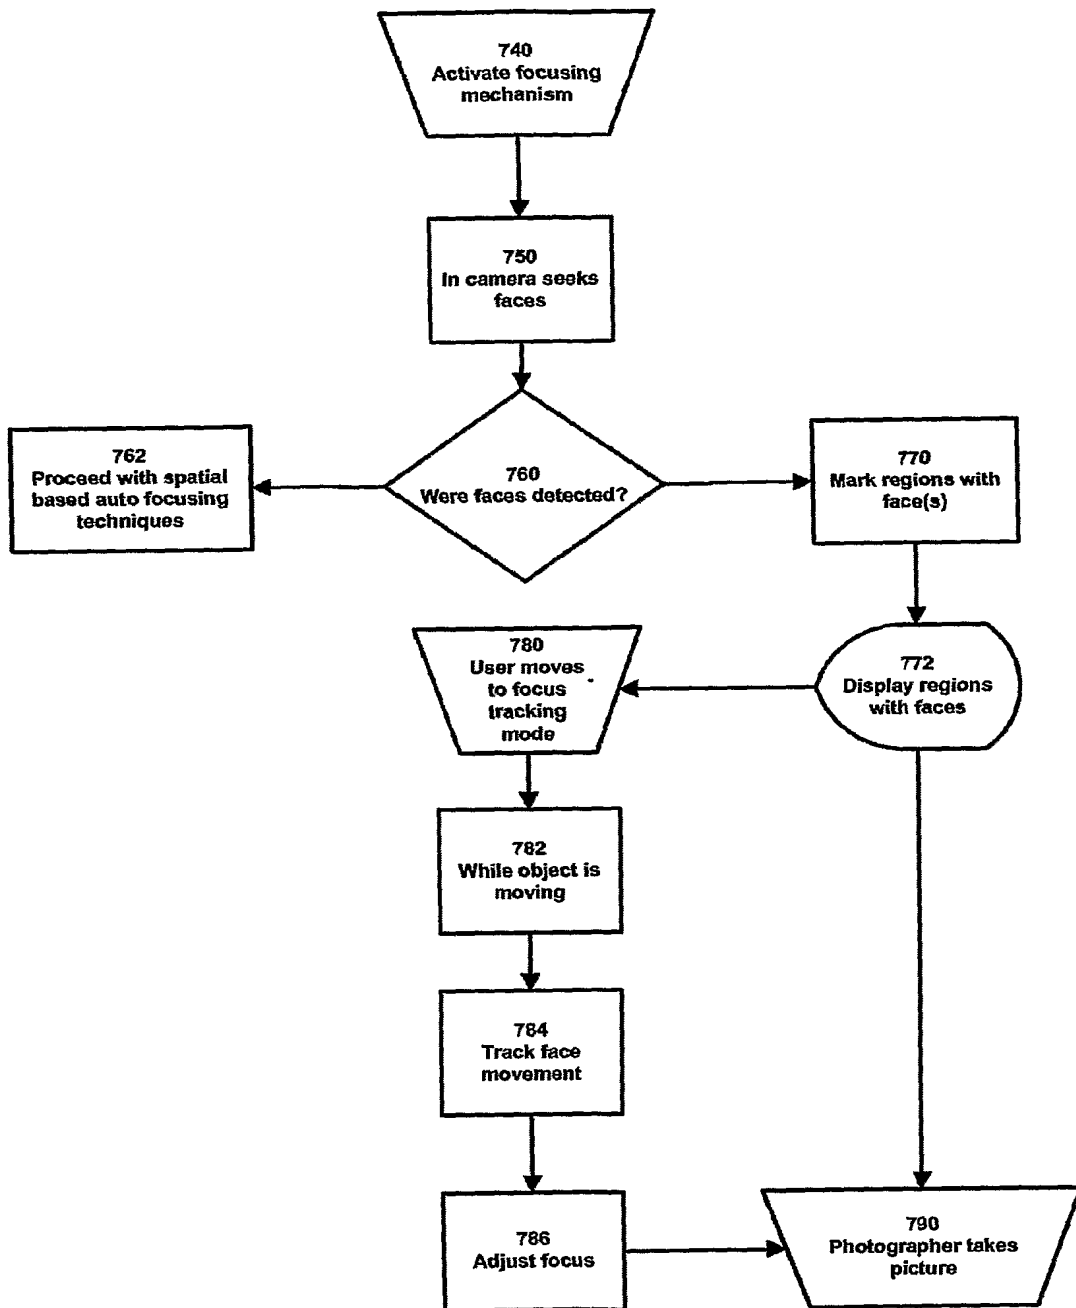 740
Activate focusing
mechanism
750
In camera seeks
faces
760
Were faces detected?
762
Proceed with spatial
based auto focusing
techniques
770
Mark regions with
face(s)
772
Display regions
with faces
780
User moves
to focus
tracking
mode
782
While object is
moving
784
Track face
movement
786
Adjust focus
790
Photographer takes
picture